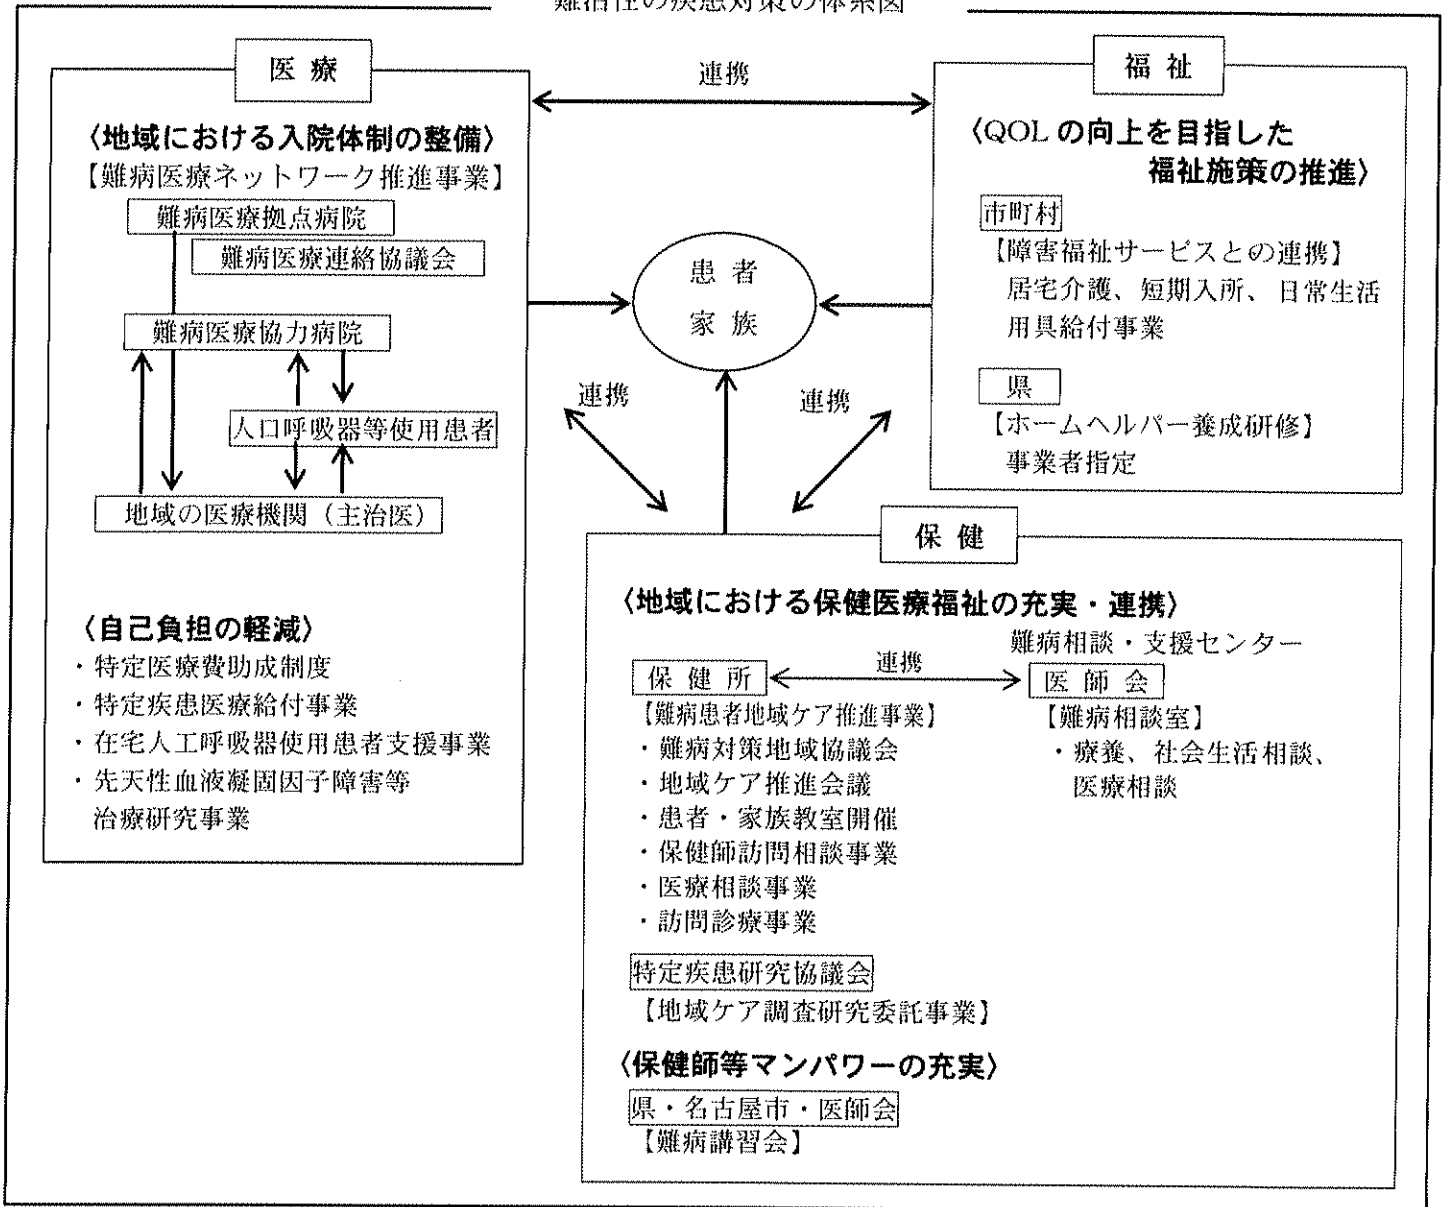 難治性の疾患対策の体系図
医療
〈地域における入院体制の整備〉
【難病医療ネットワーク推進事業】
難病医療拠点病院
難病医療連絡協議会
難病医療協力病院
人口呼吸器等使用患者
地域の医療機関（主治医）
〈自己負担の軽減〉
・特定医療費助成制度
・特定疾患医療給付事業
・在宅人工呼吸器使用患者支援事業
・先天性血液凝固因子障害等
治療研究事業
連携
患者
家族
連携
連携
福祉
〈QOLの向上を目指した
福祉施策の推進〉
市町村
【障害福祉サービスとの連携】
居宅介護、短期入所、日常生活
用具給付事業
県
【ホームヘルパー養成研修】
事業者指定
保健
〈地域における保健医療福祉の充実・連携〉
難病相談・支援センター
保健所
連携
医師会
【難病患者地域ケア推進事業】
・難病対策地域協議会
・地域ケア推進会議
・患者・家族教室開催
・保健師訪問相談事業
・医療相談事業
・訪問診療事業
【難病相談室】
・療養、社会生活相談、
医療相談
特定疾患研究協議会
【地域ケア調査研究委託事業】
〈保健師等マンパワーの充実〉
県・名古屋市・医師会
【難病講習会】